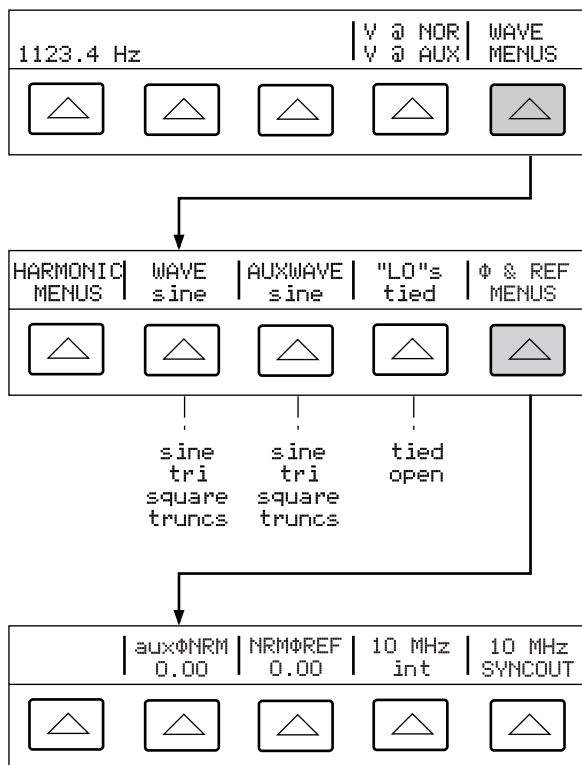 V @ NOR WAVE
1123.4 Hz V @ AUX MENUS
HARMONIC WAVE AUXWAVE "LO"s Φ & REF
MENUS sine sine tied MENUS
sine sine tied
tri tri open
square square
truncs truncs
auxΦNRM NRMΦREF 10 MHz 10 MHz
0.00 0.00 int SYNCOUT